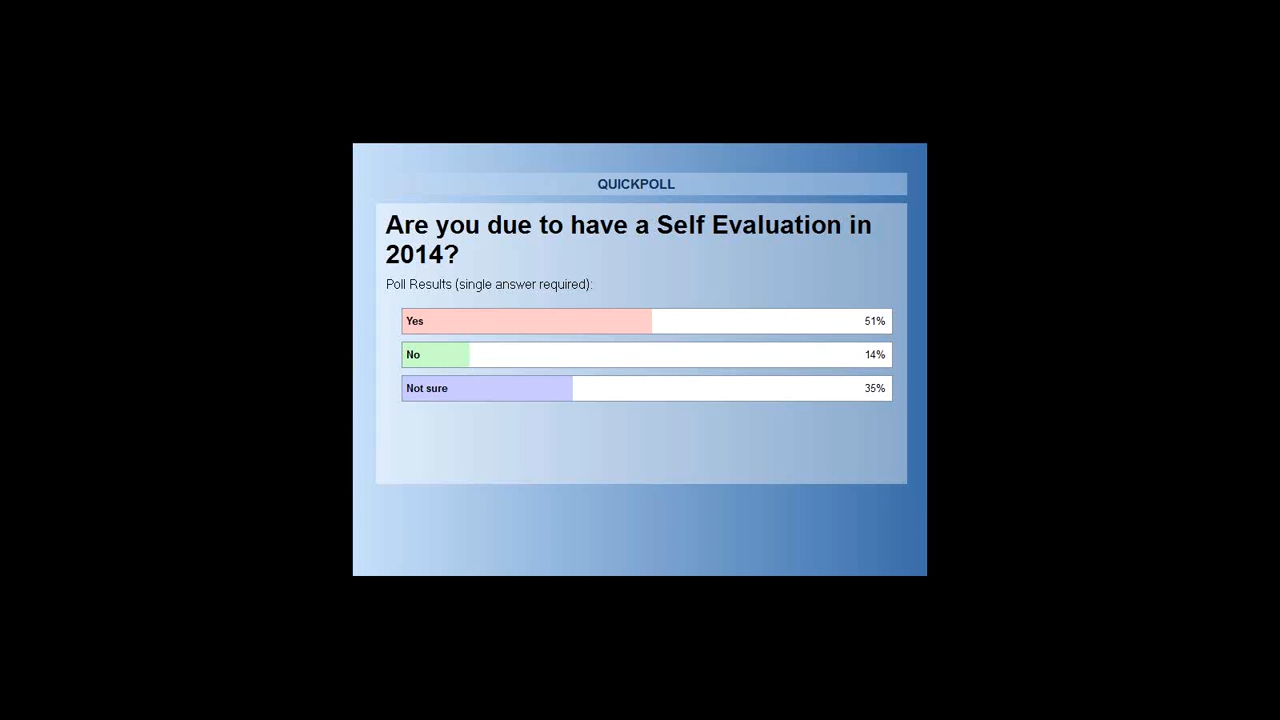 QUICKPOLL
Are you due to have a Self Evaluation in
2014?
Poll Results (single answer required):
Yes 51%
No 14%
Not sure 35%